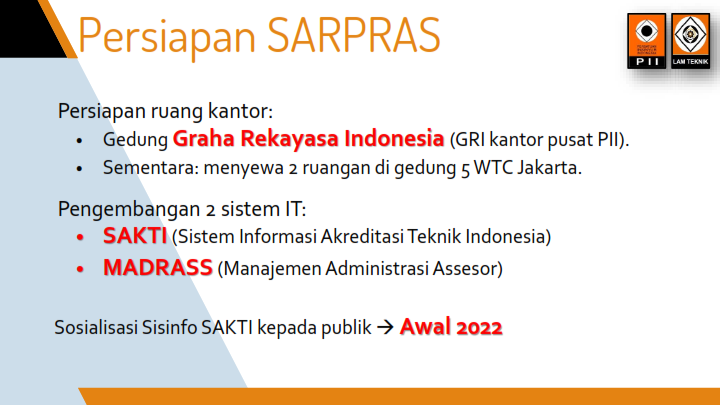 Persiapan SARPRAS
PII
LAM TEKNIK
Persiapan ruang kantor:
• Gedung Graha Rekayasa Indonesia (GRI kantor pusat PII).
• Sementara: menyewa 2 ruangan di gedung 5 WTC Jakarta.
Pengembangan 2 sistem IT:
• SAKTI (Sistem Informasi Akreditasi Teknik Indonesia)
• MADRASS (Manajemen Administrasi Assesor)
Sosialisasi Sisinfo SAKTI kepada publik → Awal 2022